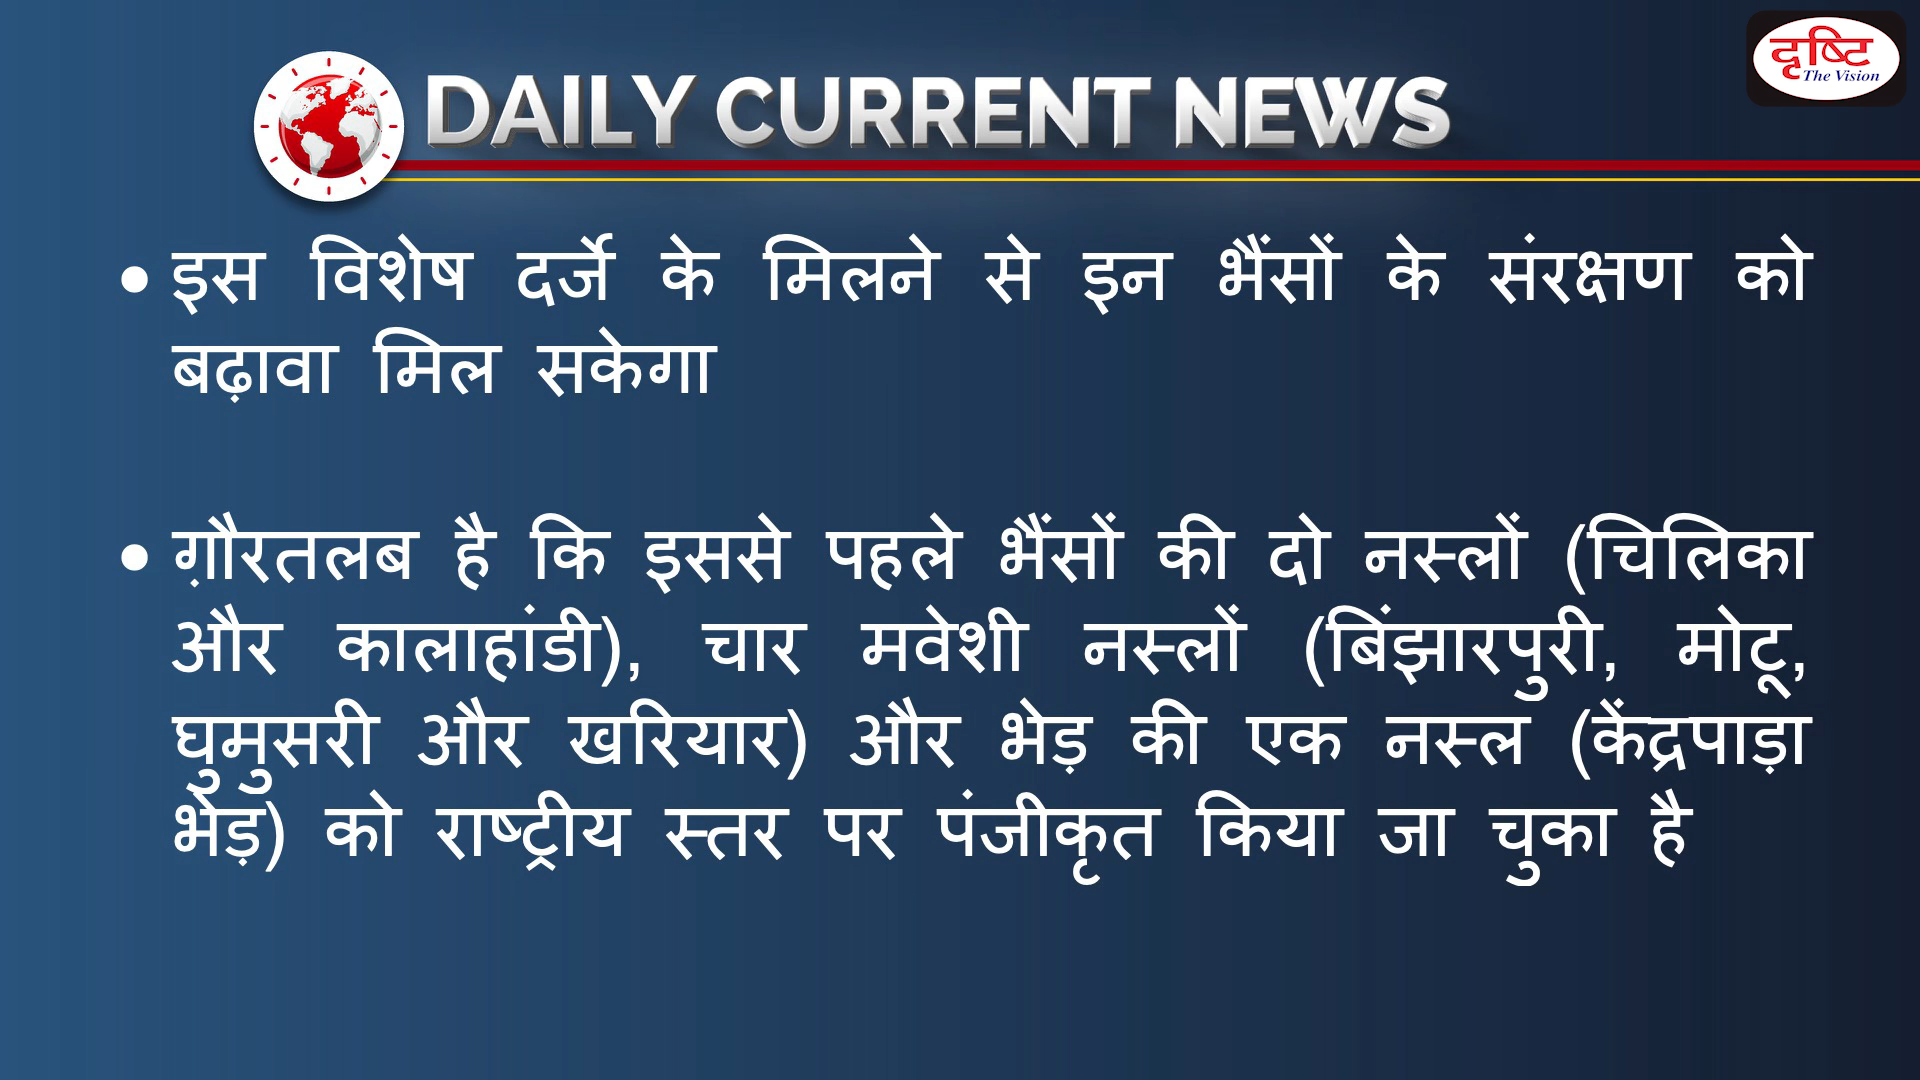 दृष्टि
The Vision
DAILY CURRENT NEWS
• इस विशेष दर्जे के मिलने से इन भैंसों के संरक्षण को
बढ़ावा मिल सकेगा
• ग़ौरतलब है कि इससे पहले भैंसों की दो नस्लों (चिलिका
और कालाहांडी), चार मवेशी नस्लों (बिंझारपुरी, मोटू,
घुमुसरी और खरियार) और भेड़ की एक नस्ल (केंद्रपाड़ा
भेड़) को राष्ट्रीय स्तर पर पंजीकृत किया जा चुका है